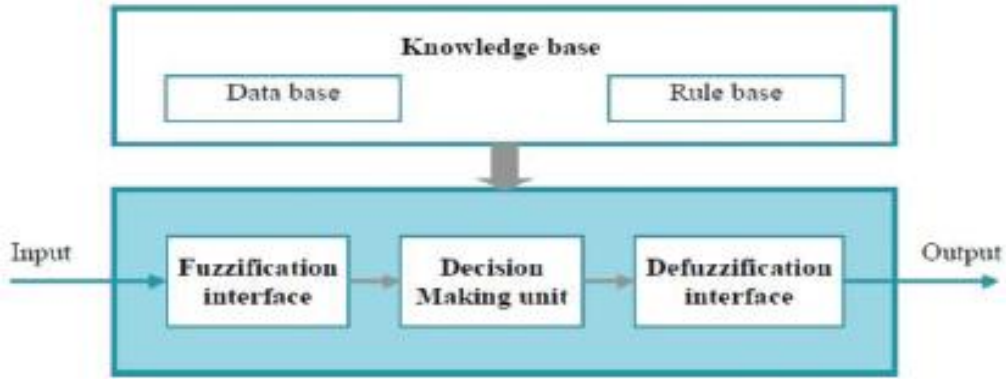 Knowledge base
Data base
Rule base
Input
Fuzzification
interface
Decision
Making unit
Defuzzification
interface
Output